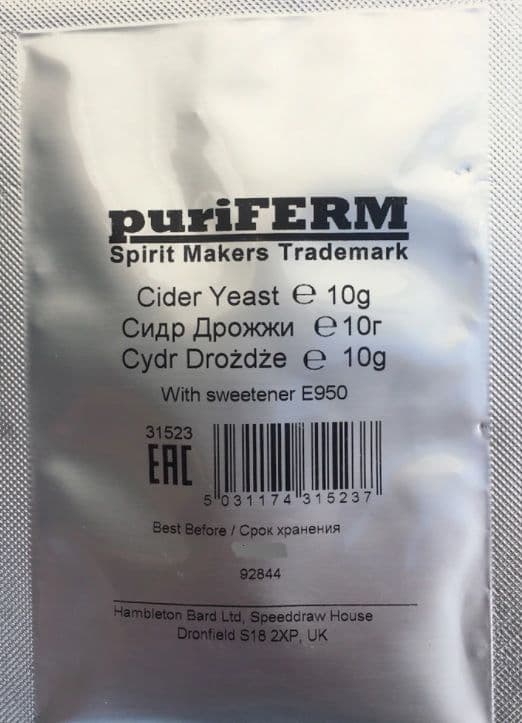 puriFERM
Spirit Makers Trademark
Cider Yeast ℮ 10g
Сидр Дрожжи ℮ 10г
Cydr Drożdże ℮ 10g
With sweetener E950
31523
EAC
5 031174 315237
Best Before / Срок хранения
92844
Hambleton Bard Ltd, Speeddraw House
Dronfield S18 2XP, UK